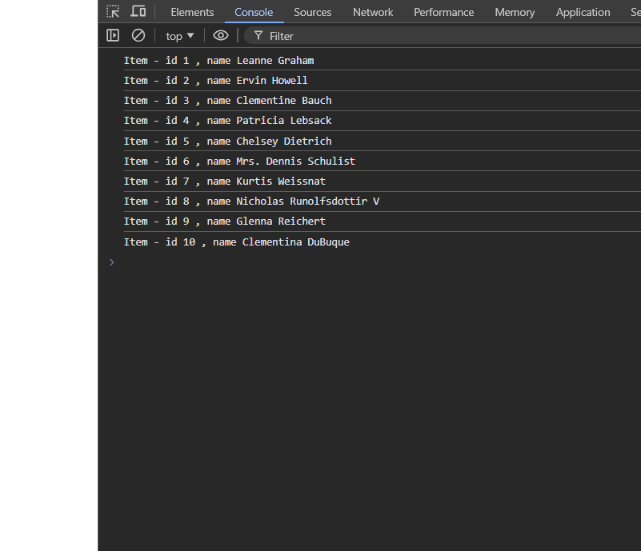 Elements Console Sources Network Performance Memory Application Se
top Filter
Item - id 1 , name Leanne Graham
Item - id 2 , name Ervin Howell
Item - id 3 , name Clementine Bauch
Item - id 4 , name Patricia Lebsack
Item - id 5 , name Chelsey Dietrich
Item - id 6 , name Mrs. Dennis Schulist
Item - id 7 , name Kurtis Weissnat
Item - id 8 , name Nicholas Runolfsdottir V
Item - id 9 , name Glenna Reichert
Item - id 10 , name Clementina DuBuque